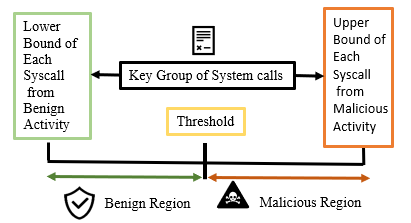 Lower
Bound of
Each
Syscall
from
Benign
Activity
Key Group of System calls
Upper
Bound of
Each
Syscall
from
Malicious
Activity
Threshold
Benign Region
Malicious Region